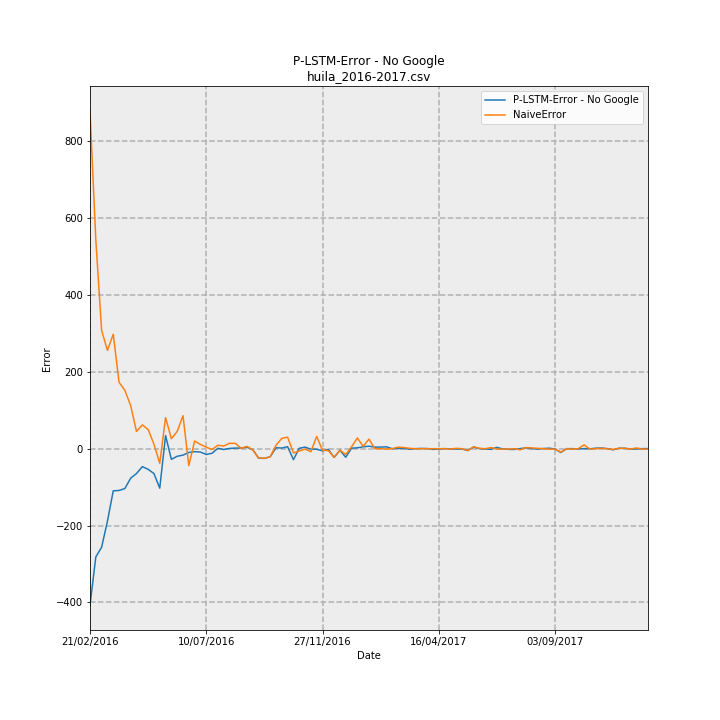 P-LSTM-Error - No Google
huila_2016-2017.csv
P-LSTM-Error - No Google
NaiveError
800
600
400
200
0
−200
−400
Error
21/02/2016
10/07/2016
27/11/2016
16/04/2017
03/09/2017
Date